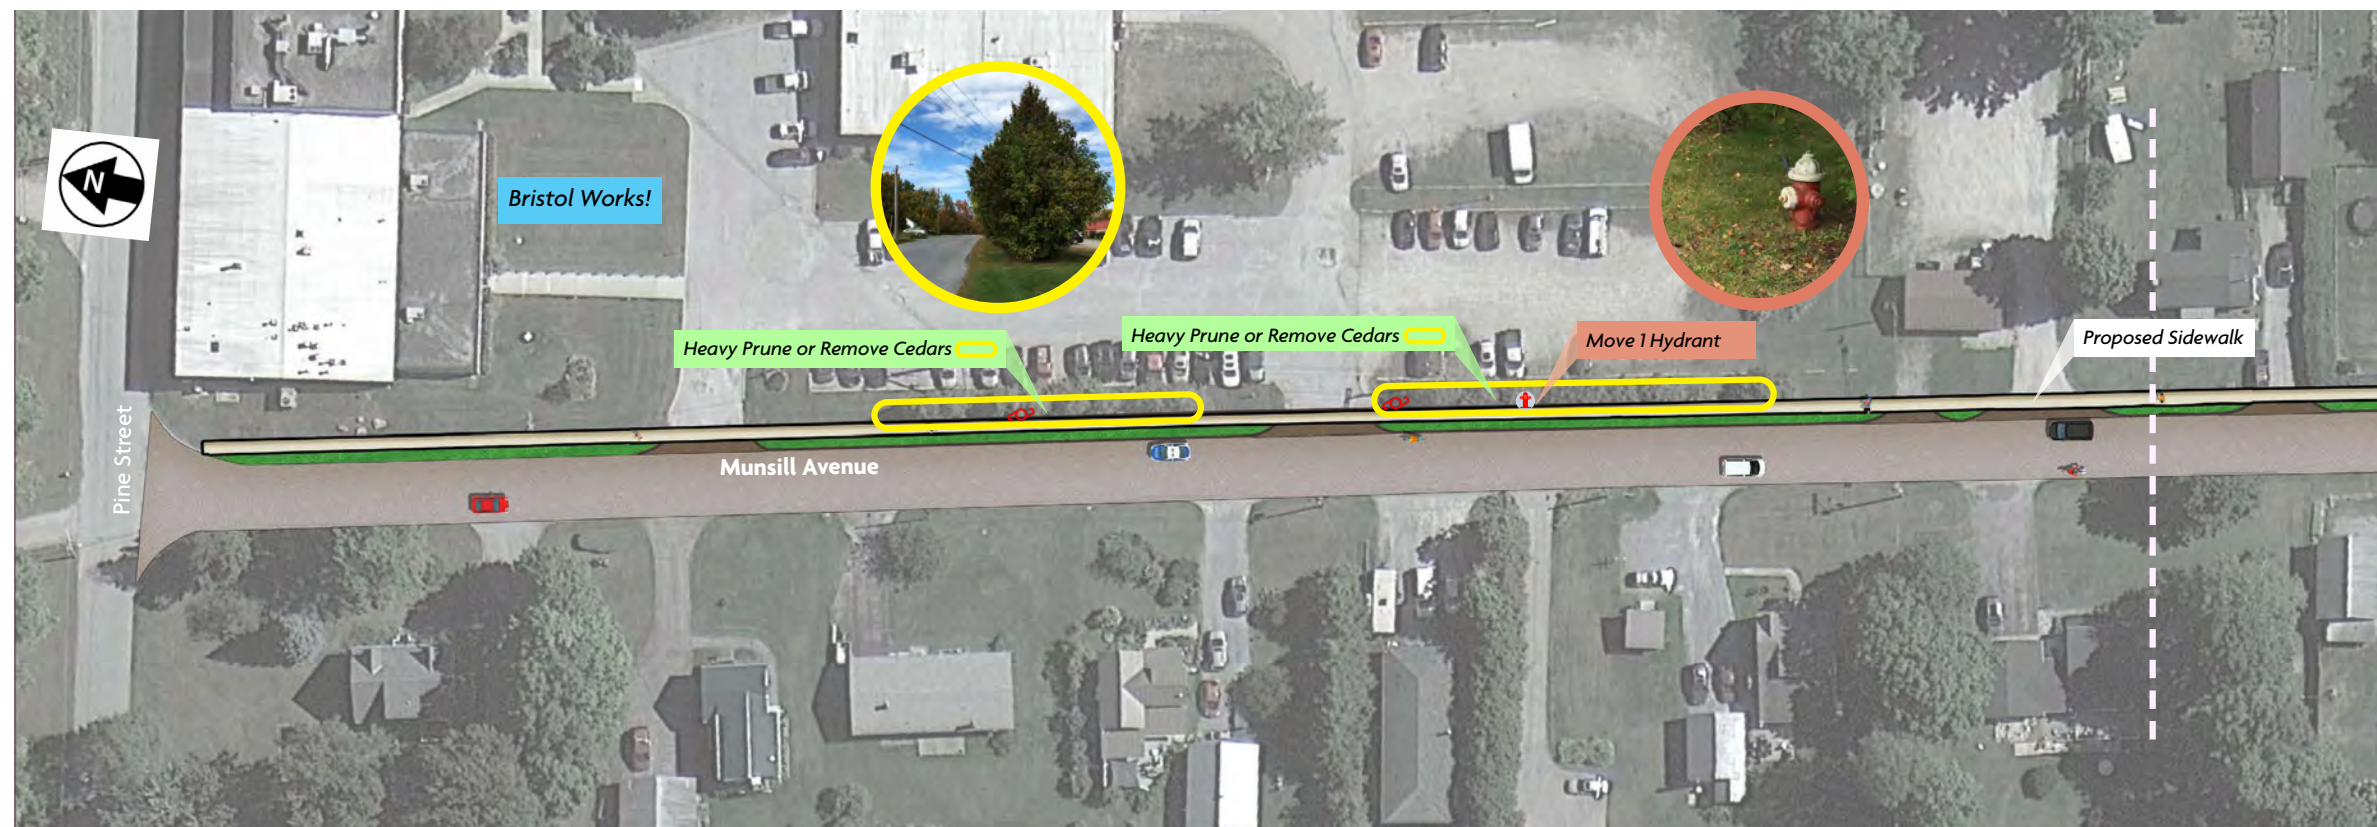 N
Bristol Works!
Heavy Prune or Remove Cedars
Heavy Prune or Remove Cedars
Move 1 Hydrant
Proposed Sidewalk
Pine Street
Munsill Avenue